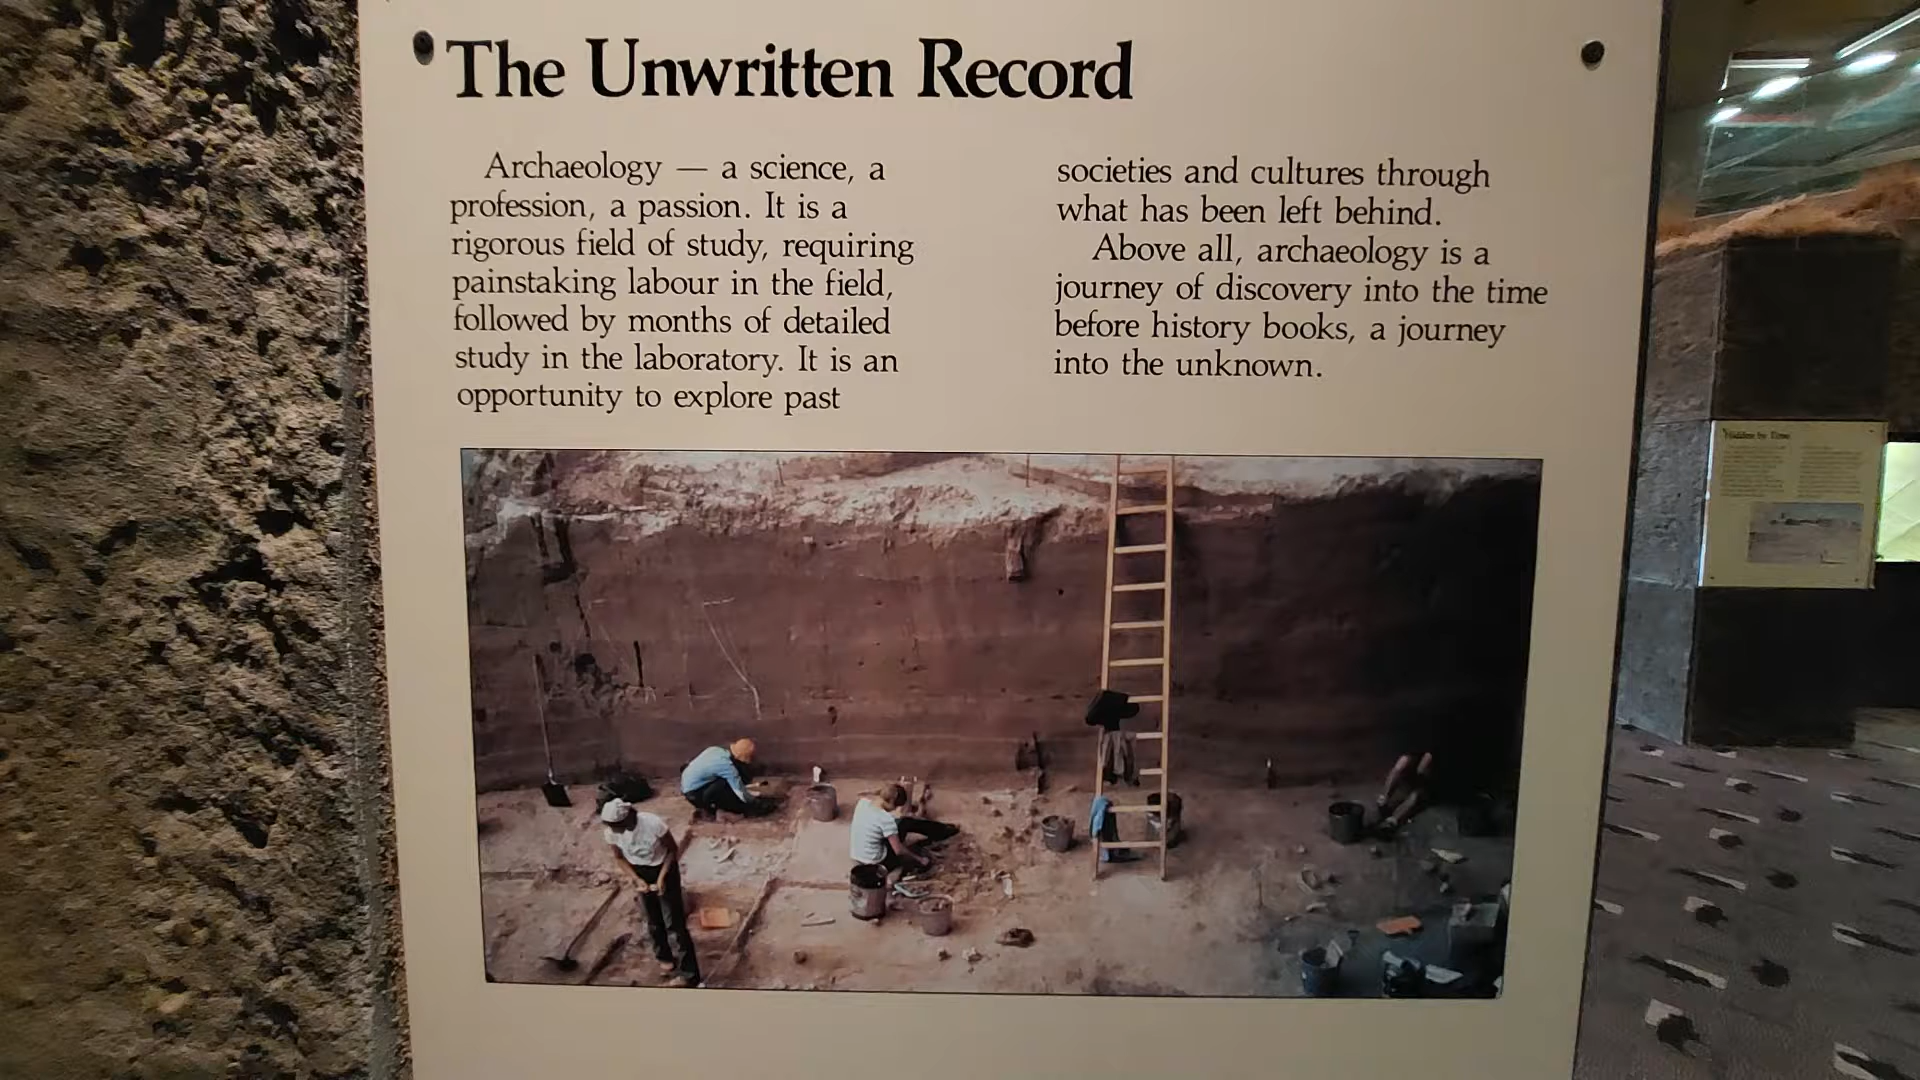 The Unwritten Record
Archaeology — a science, a
profession, a passion. It is a
rigorous field of study, requiring
painstaking labour in the field,
followed by months of detailed
study in the laboratory. It is an
opportunity to explore past
societies and cultures through
what has been left behind.
Above all, archaeology is a
journey of discovery into the time
before history books, a journey
into the unknown.
Hidden by Time